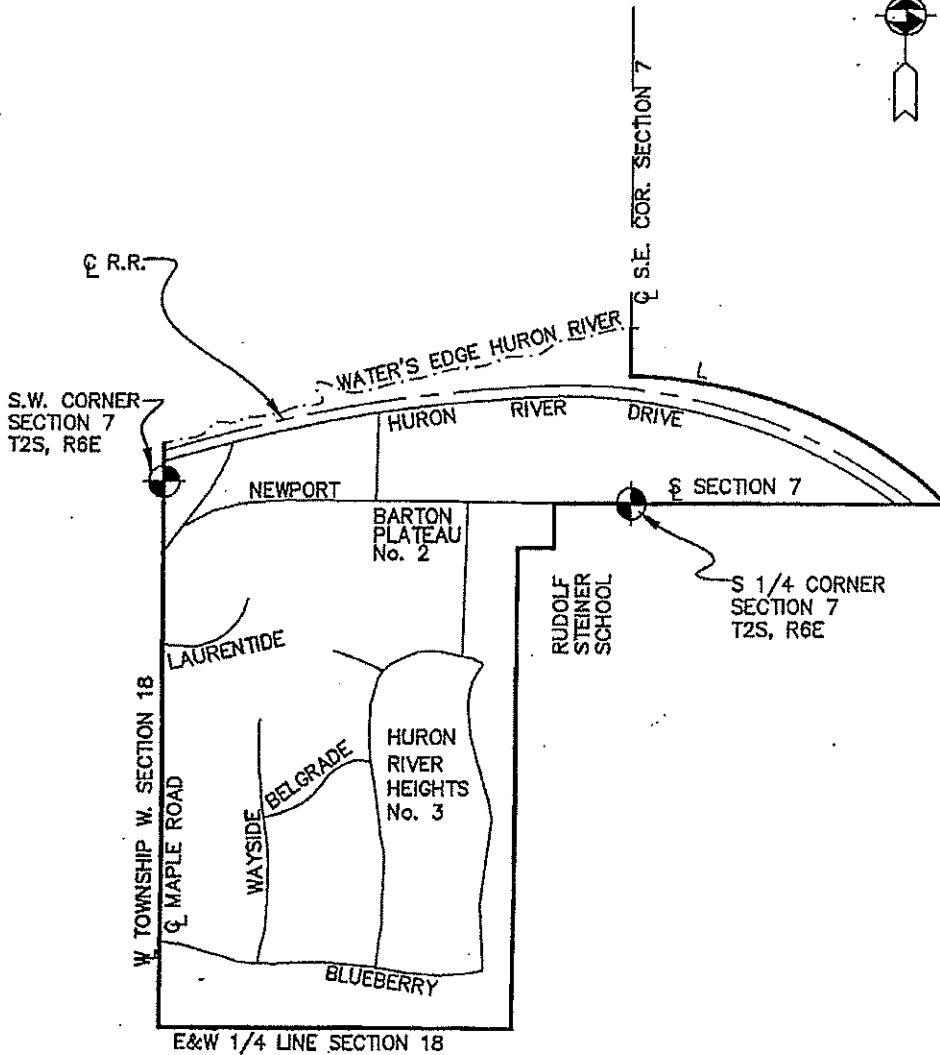 ℄ S.E. COR. SECTION 7
℄ R.R.
WATER'S EDGE HURON RIVER
L
S.W. CORNER
SECTION 7
T2S, R6E
HURON RIVER DRIVE
NEWPORT
S℄ SECTION 7
BARTON
PLATEAU
No. 2
S 1/4 CORNER
SECTION 7
T2S, R6E
RUDOLF
STEINER
SCHOOL
LAURENTIDE
W TOWNSHIP W. SECTION 18
℄ MAPLE ROAD
HURON
RIVER
HEIGHTS
No. 3
BELGRADE
WAYSIDE
BLUEBERRY
E&W 1/4 LINE SECTION 18